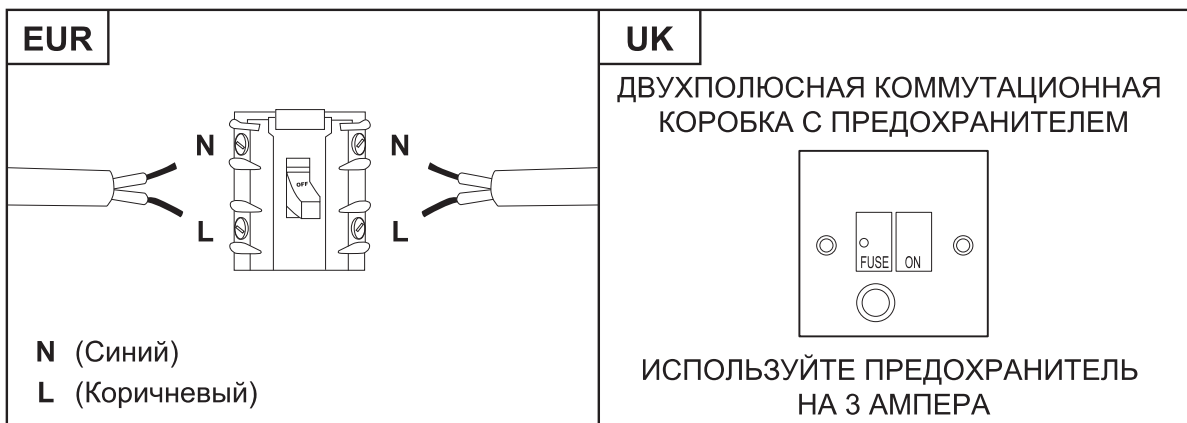 EUR
N
N
OFF
L
L
N (Синий)
L (Коричневый)
UK
ДВУХПОЛЮСНАЯ КОММУТАЦИОННАЯ
КОРОБКА С ПРЕДОХРАНИТЕЛЕМ
FUSE ON
ИСПОЛЬЗУЙТЕ ПРЕДОХРАНИТЕЛЬ
НА 3 АМПЕРА